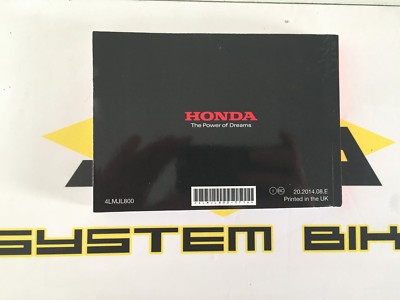 HONDA
The Power of Dreams
4LMJL800
20.2014.08.E
Printed in the UK
SYSTEM BIK